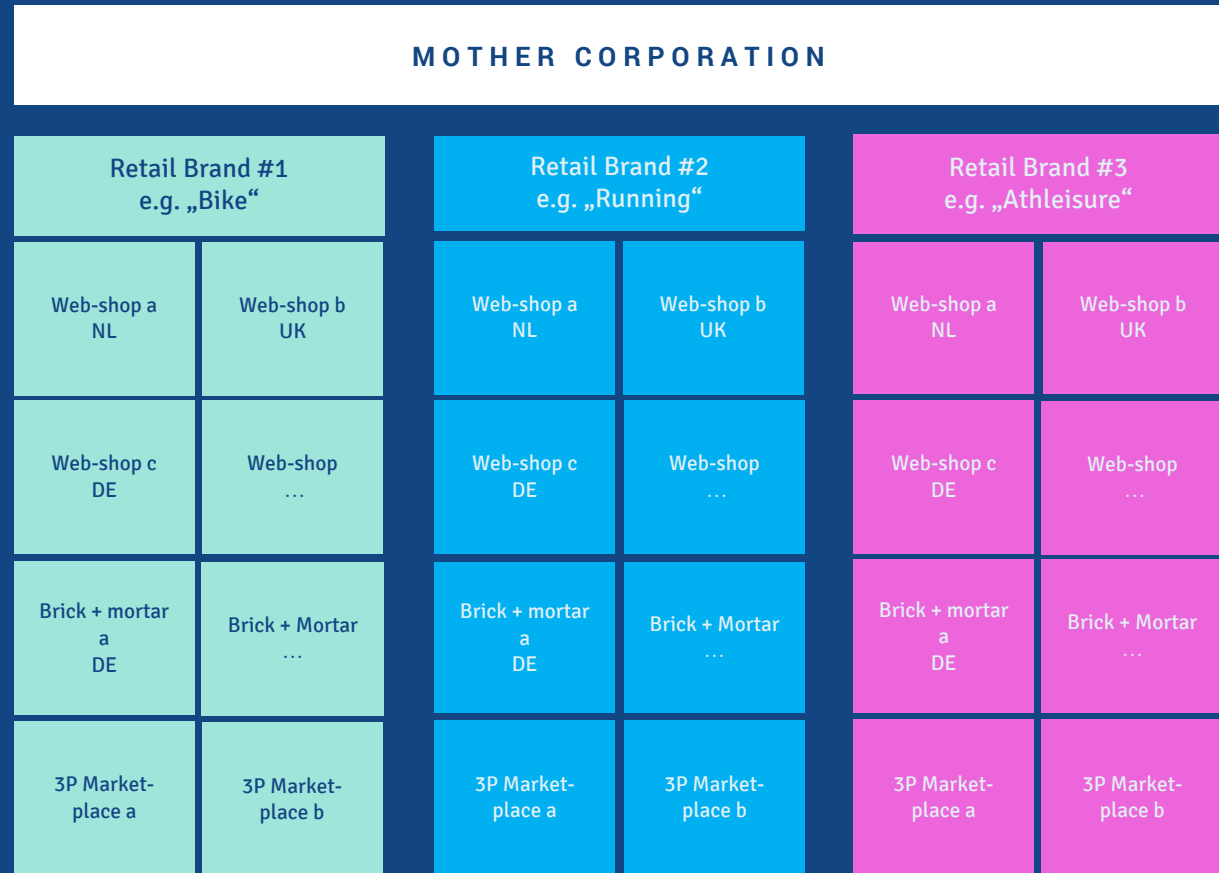 MOTHER CORPORATION
Retail Brand #1
e.g. „Bike“
Retail Brand #2
e.g. „Running“
Retail Brand #3
e.g. „Athleisure“
Web-shop a
NL
Web-shop b
UK
Web-shop a
NL
Web-shop b
UK
Web-shop a
NL
Web-shop b
UK
Web-shop c
DE
Web-shop
...
Web-shop c
DE
Web-shop
...
Web-shop c
DE
Web-shop
...
Brick + mortar
a
DE
Brick + Mortar
...
Brick + mortar
a
DE
Brick + Mortar
...
Brick + mortar
a
DE
Brick + Mortar
...
3P Market-
place a
3P Market-
place b
3P Market-
place a
3P Market-
place b
3P Market-
place a
3P Market-
place b